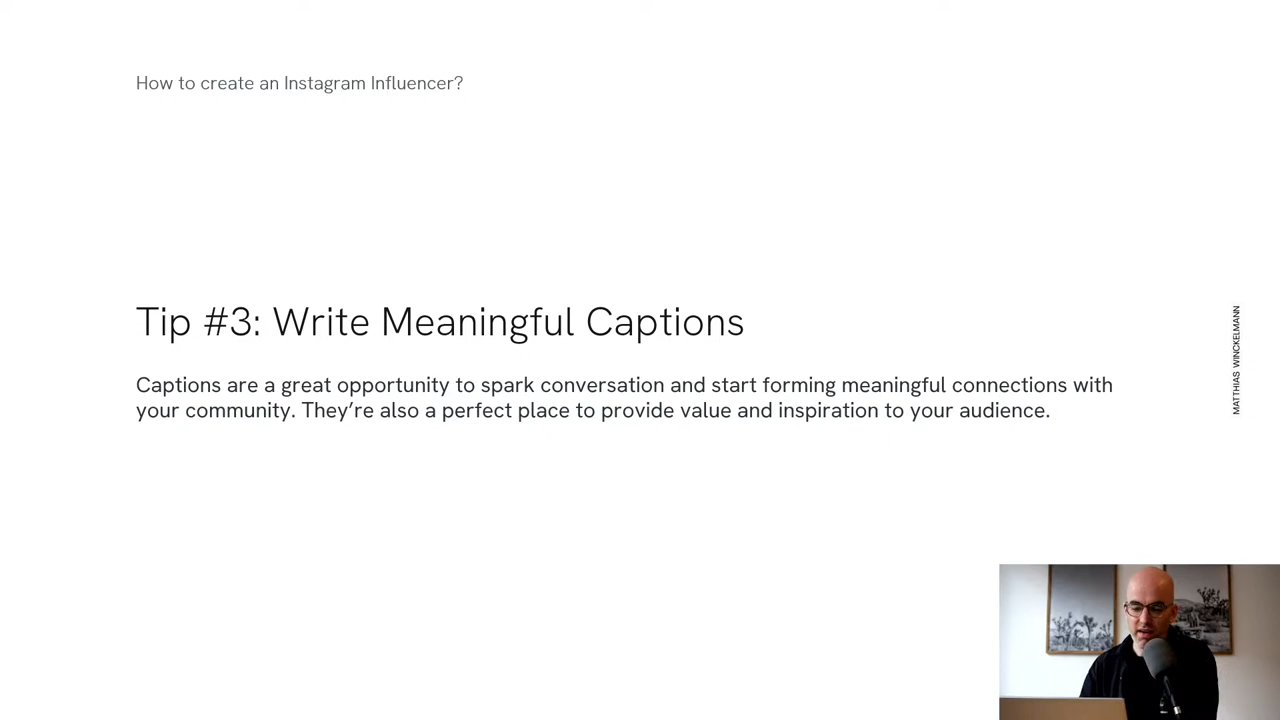 How to create an Instagram Influencer?
Tip #3: Write Meaningful Captions
Captions are a great opportunity to spark conversation and start forming meaningful connections with
your community. They’re also a perfect place to provide value and inspiration to your audience.
MATTHIAS WINCKELMANN